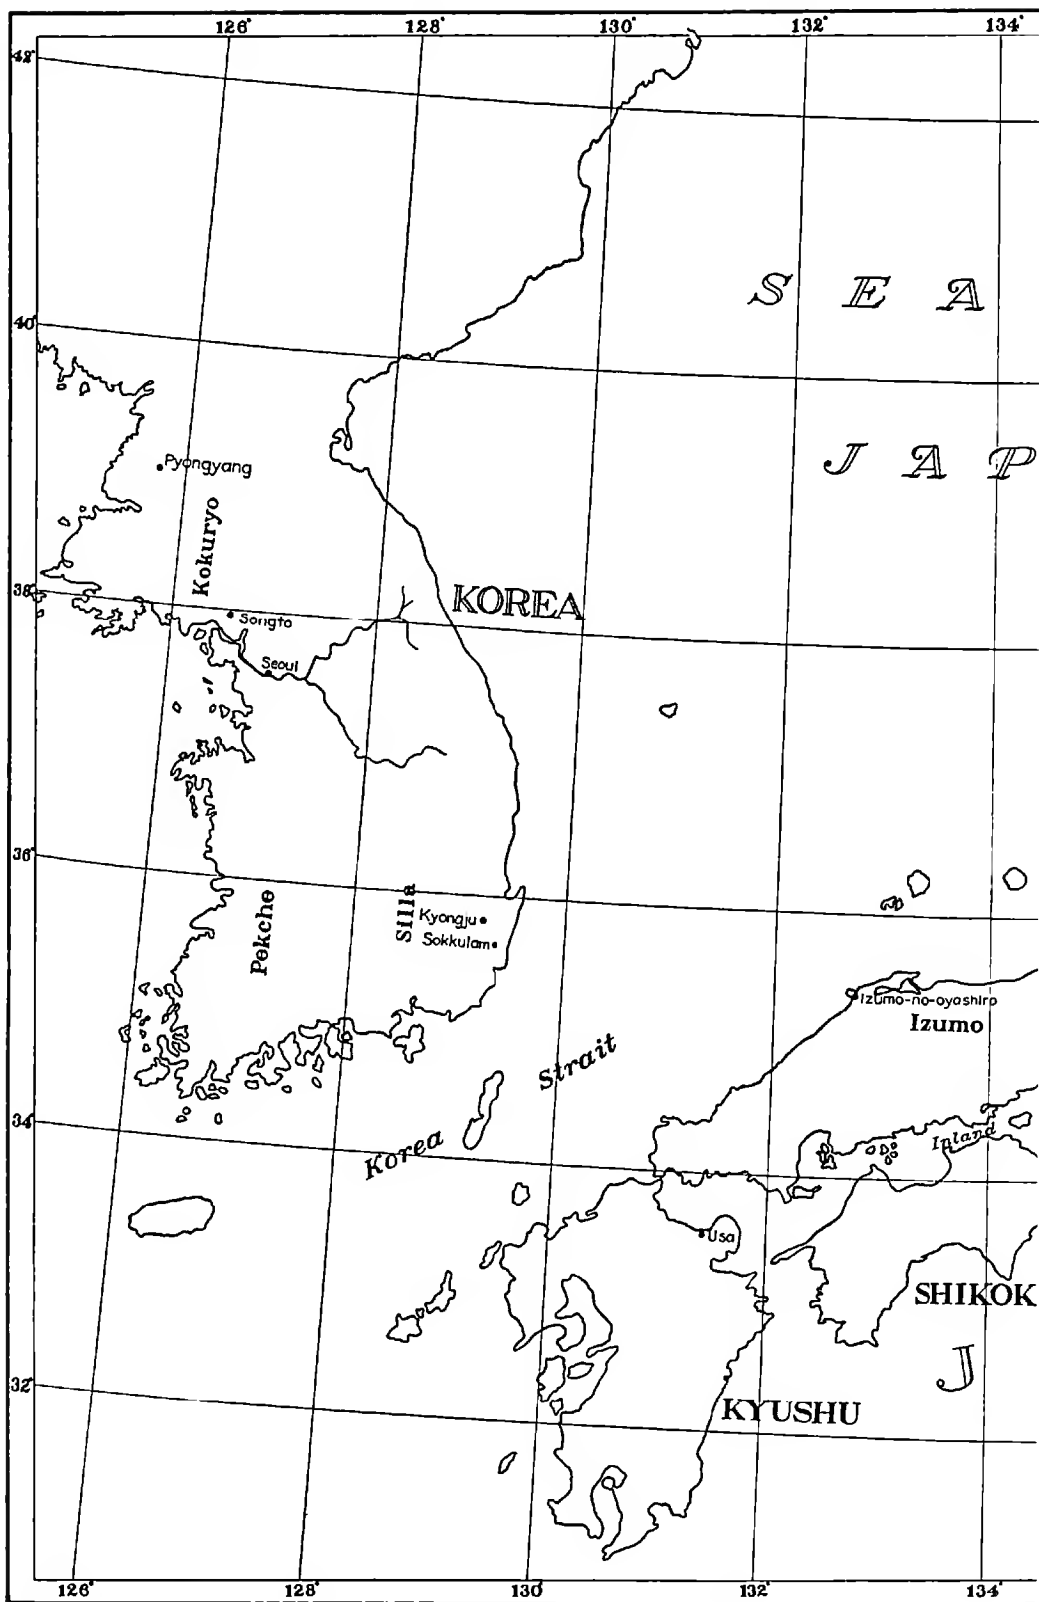 126° 128° 130° 132° 134°
42°
S E A
40°
J A P
Pyongyang
Kokuryo
38°
KOREA
Songto
Seoul
36°
Pekche
Silla
Kyongju
Sokkulam
Izumo-no-oyashiro
Izumo
Strait
34°
Korea
Inland
Usa
SHIKOK
J
32°
KYUSHU
126° 128° 130° 132° 134°